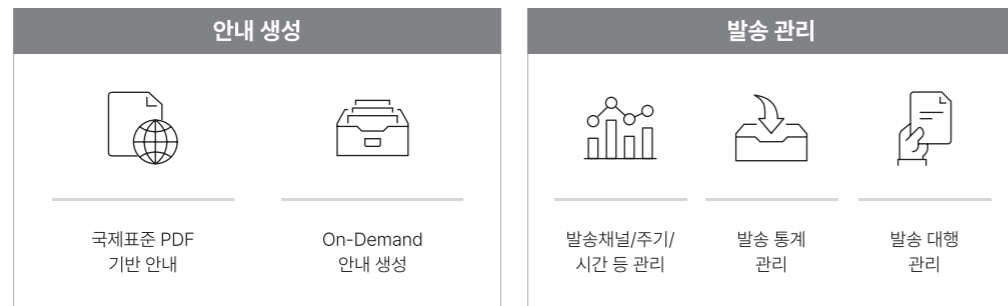 안내 생성
국제표준 PDF
기반 안내
On-Demand
안내 생성
발송 관리
발송채널/주기/
시간 등 관리
발송 통계
관리
발송 대행
관리